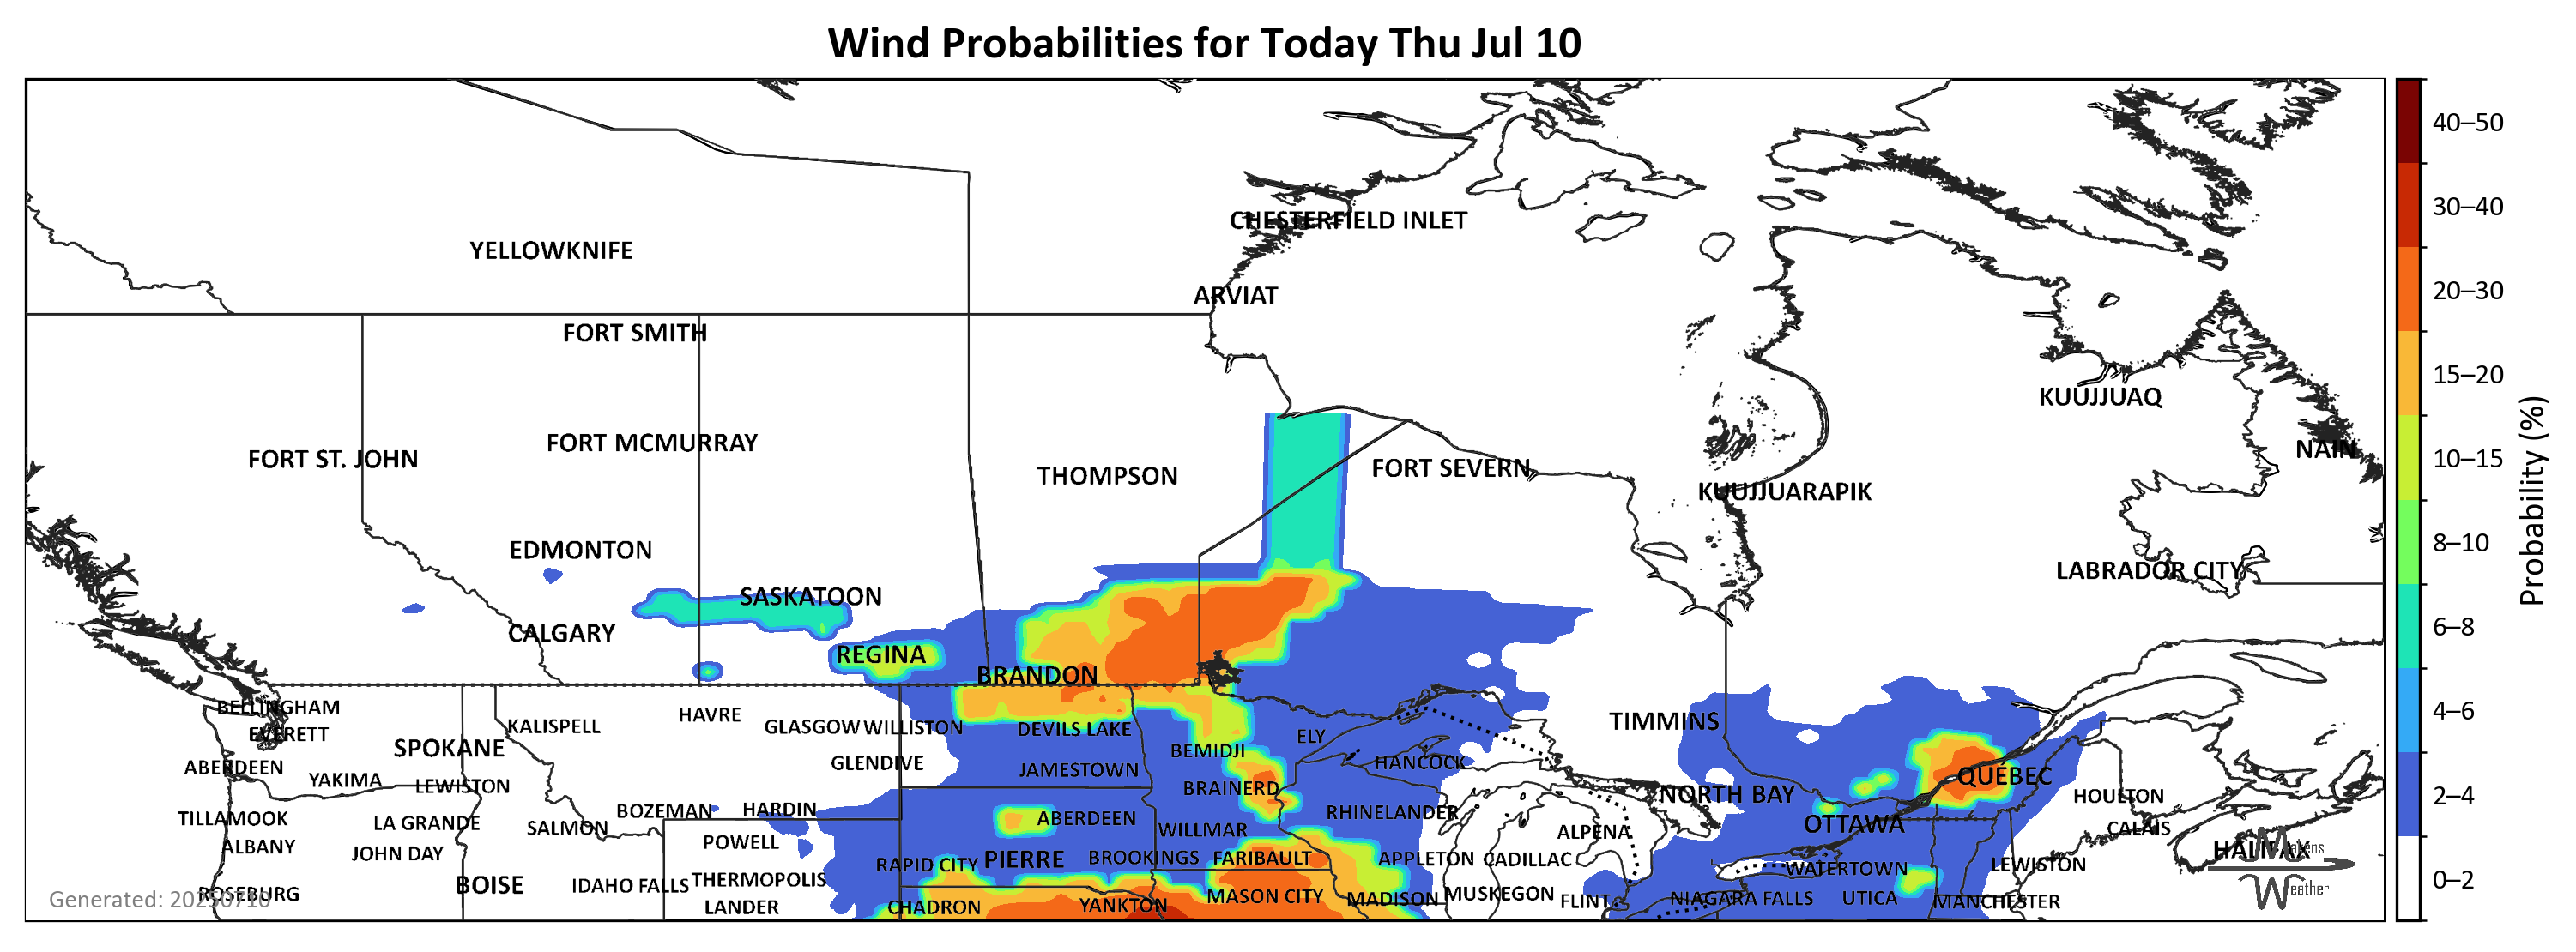 Wind Probabilities for Today Thu Jul 10
CHESTERFIELD INLET
YELLOWKNIFE
ARVIAT
FORT SMITH
KUUJJUAQ
FORT MCMURRAY
NAIN
FORT ST. JOHN
THOMPSON
FORT SEVERN
KUUJJUARAPIK
EDMONTON
LABRADOR CITY
SASKATOON
CALGARY
REGINA
BRANDON
BELLINGHAM
HAVRE
KALISPELL
GLASGOW
WILLISTON
DEVILS LAKE
TIMMINS
EVERETT
ELY
SPOKANE
BEMIDJI
GLENDIVE
HANCOCK
ABERDEEN
JAMESTOWN
QUÉBEC
YAKIMA
LEWISTON
BRAINERD
NORTH BAY
HOULTON
BOZEMAN
HARDIN
RHINELANDER
TILLAMOOK
LA GRANDE
SALMON
ABERDEEN
WILLMAR
ALPENA
OTTAWA
CALAIS
ALBANY
JOHN DAY
POWELL
RAPID CITY
PIERRE
BROOKINGS
FARIBAULT
APPLETON
CADILLAC
WATERTOWN
LEWISTON
HALIFAX
BOISE
IDAHO FALLS
THERMOPOLIS
ROSEBURG
LANDER
CHADRON
YANKTON
MASON CITY
MADISON
MUSKEGON
FLINT
NIAGARA FALLS
UTICA
MANCHESTER
Generated: 20250710
Weather
40–50
30–40
20–30
15–20
10–15
8–10
6–8
4–6
2–4
0–2
Probability (%)